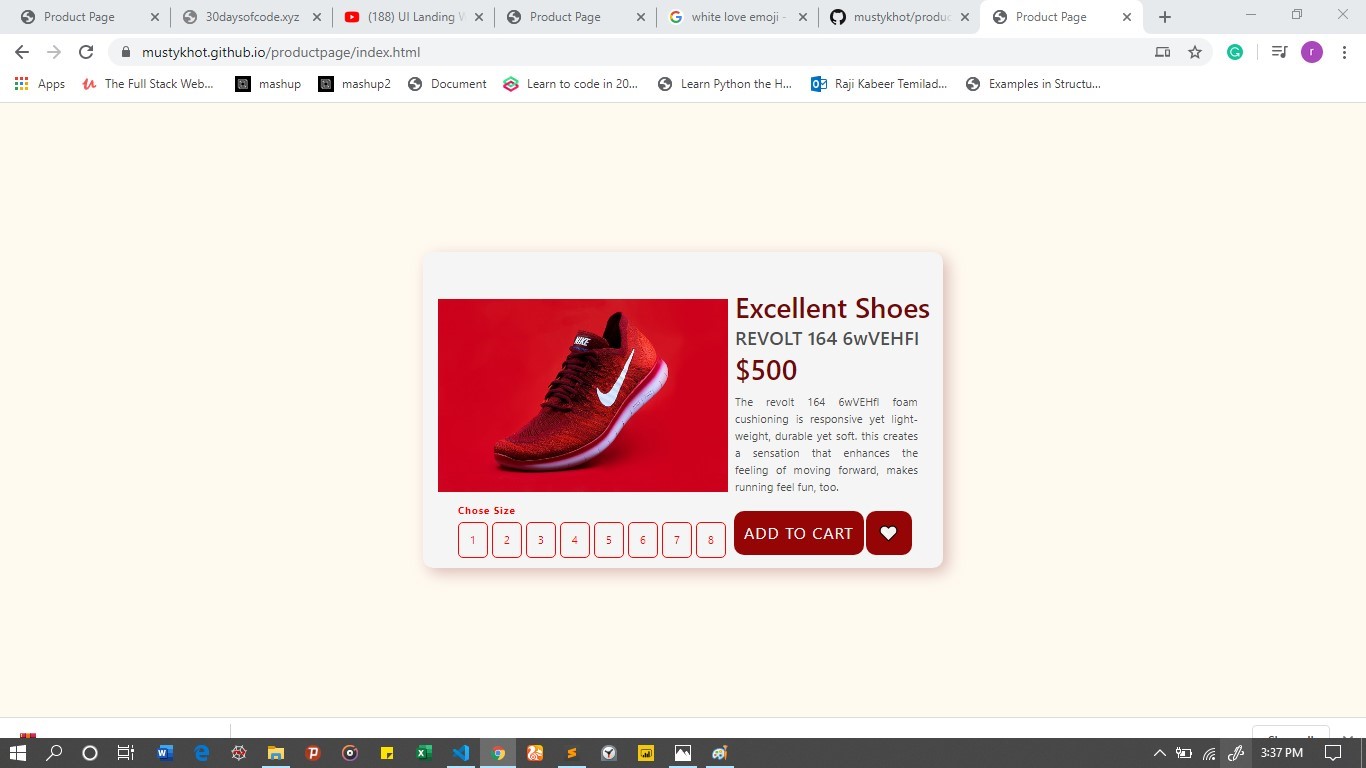 Product Page
30daysofcode.xyz
(188) UI Landing
Product Page
white love emoji -
mustykhot/produc
Product Page
mustykhot.github.io/productpage/index.html
r
Apps
The Full Stack Web...
mashup
mashup2
Document
Learn to code in 20...
Learn Python the H...
Raji Kabeer Temilad...
Examples in Structu...
NIKE
Excellent Shoes
REVOLT 164 6wVEHFI
$500
The revolt 164 6wVEHfI foam
cushioning is responsive yet light-
weight, durable yet soft. this creates
a sensation that enhances the
feeling of moving forward, makes
running feel fun, too.
Chose Size
1 2 3 4 5 6 7 8
ADD TO CART
3:37 PM